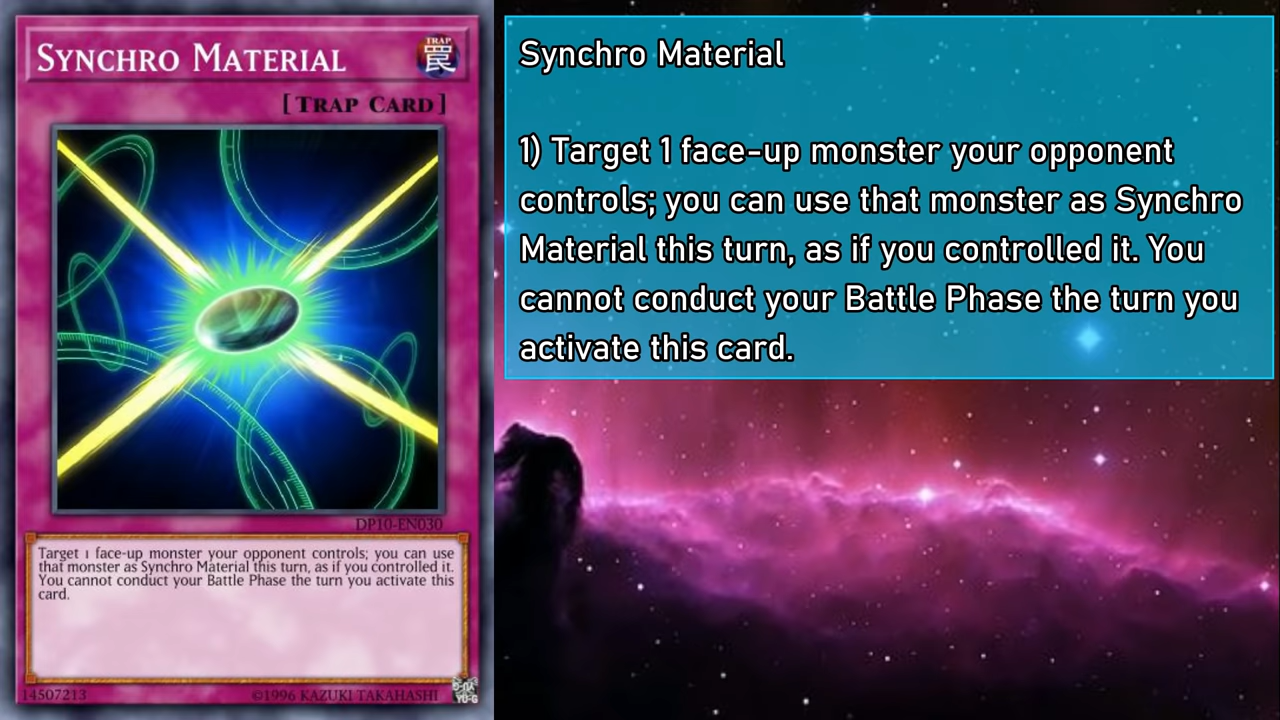 SYNCHRO MATERIAL
TRAP
罠
[TRAP CARD]
DP10-EN030
Target 1 face-up monster your opponent controls; you can use
that monster as Synchro Material this turn, as if you controlled it.
You cannot conduct your Battle Phase the turn you activate this
card.
14507213
©1996 KAZUKI TAKAHASHI
Synchro Material
1) Target 1 face-up monster your opponent
controls; you can use that monster as Synchro
Material this turn, as if you controlled it. You
cannot conduct your Battle Phase the turn you
activate this card.